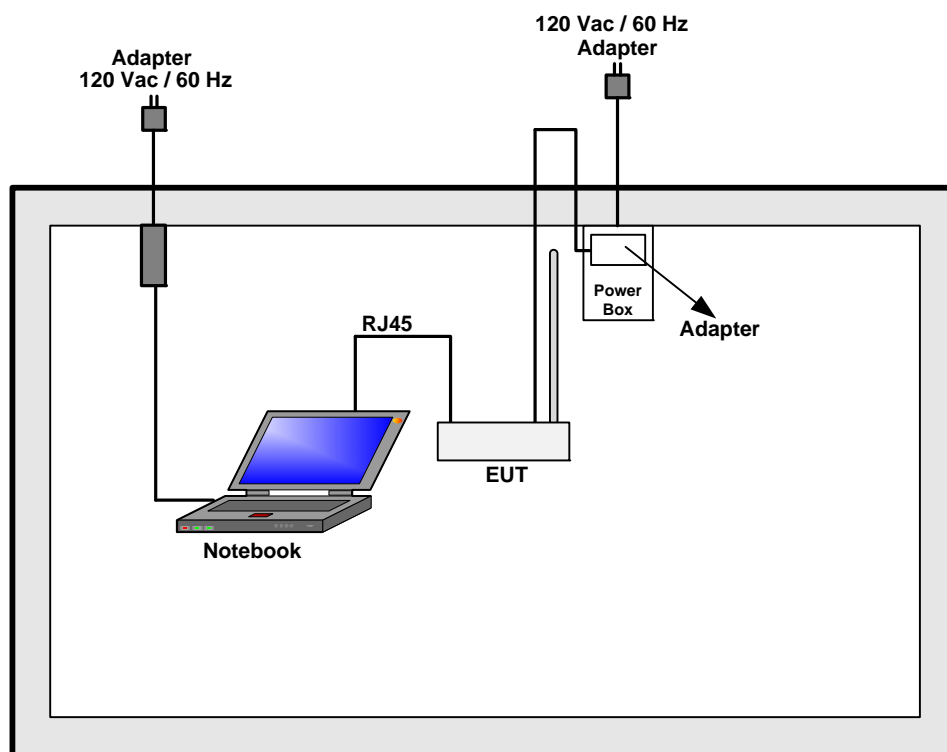 120 Vac / 60 Hz
Adapter
Adapter
120 Vac / 60 Hz
Power
Box
Adapter
RJ45
EUT
Notebook